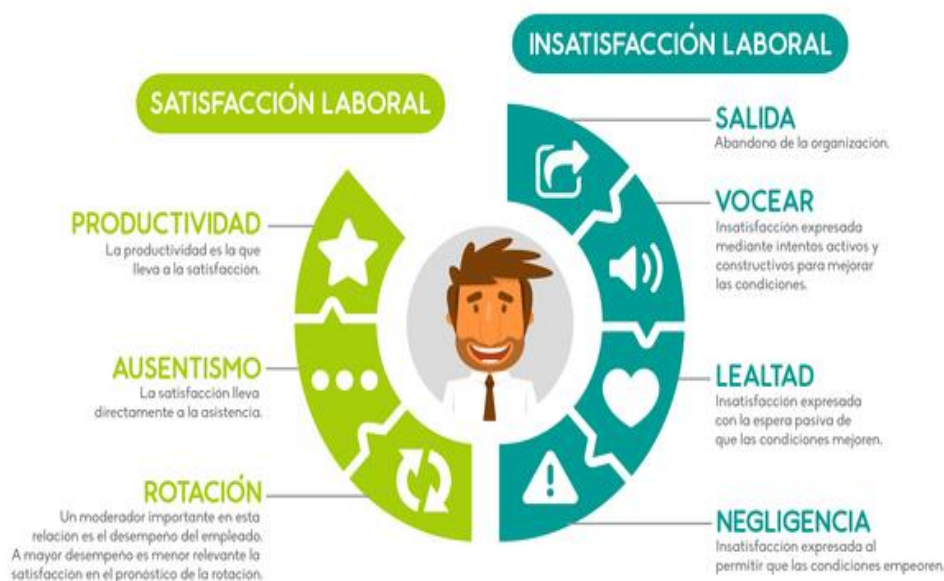 SATISFACCIÓN LABORAL
PRODUCTIVIDAD
La productividad es la que
lleva a la satisfacción.
AUSENTISMO
La satisfacción lleva
directamente a la asistencia.
ROTACIÓN
Un moderador importante en esta
relación es el desempeño del empleado.
A mayor desempeño es menor relevante la
satisfacción en el pronóstico de la rotación.
INSATISFACCIÓN LABORAL
SALIDA
Abandono de la organización.
VOCEAR
Insatisfacción expresada
mediante intentos activos y
constructivos para mejorar
las condiciones.
LEALTAD
Insatisfacción expresada
con la espera pasiva de
que las condiciones mejoren.
NEGLIGENCIA
Insatisfacción expresada al
permitir que las condiciones empeoren.